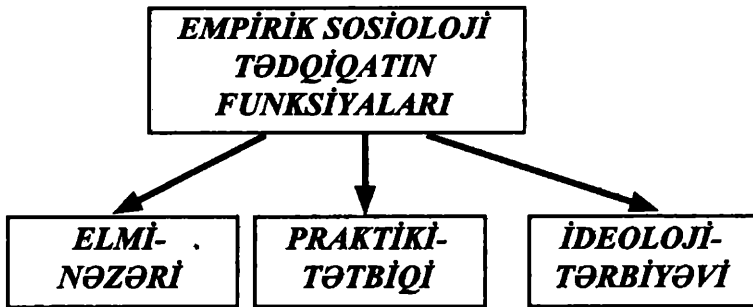 EMPİRİK SOSİOLOJİ
TƏDQİQATIN
FUNKSİYALARI
ELMİ-
NƏZƏRİ
PRAKTİKİ-
TƏTBİQİ
İDEOLOJİ-
TƏRBİYƏVİ